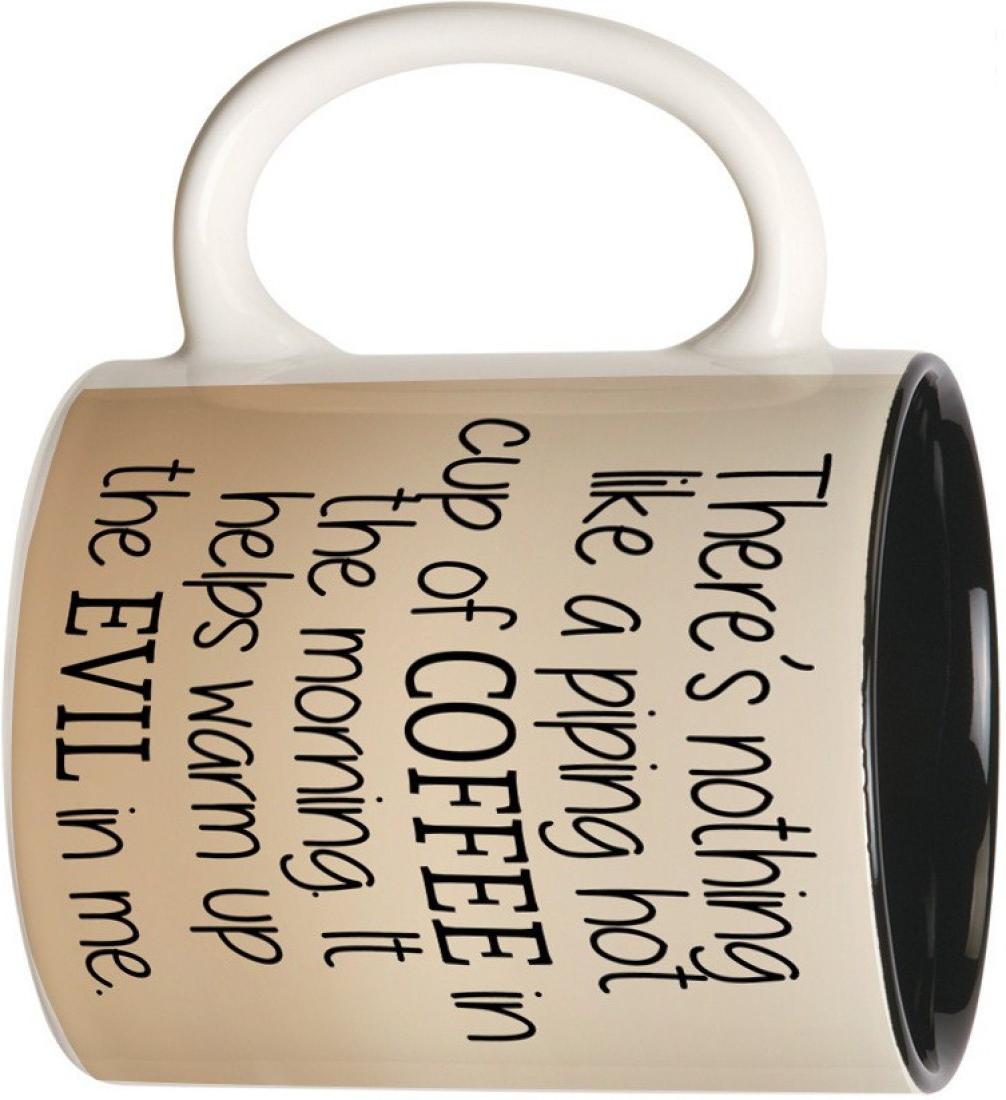 There's nothing
like a piping hot
cup of COFFEE in
the morning. It
helps warm up
the EVIL in me.